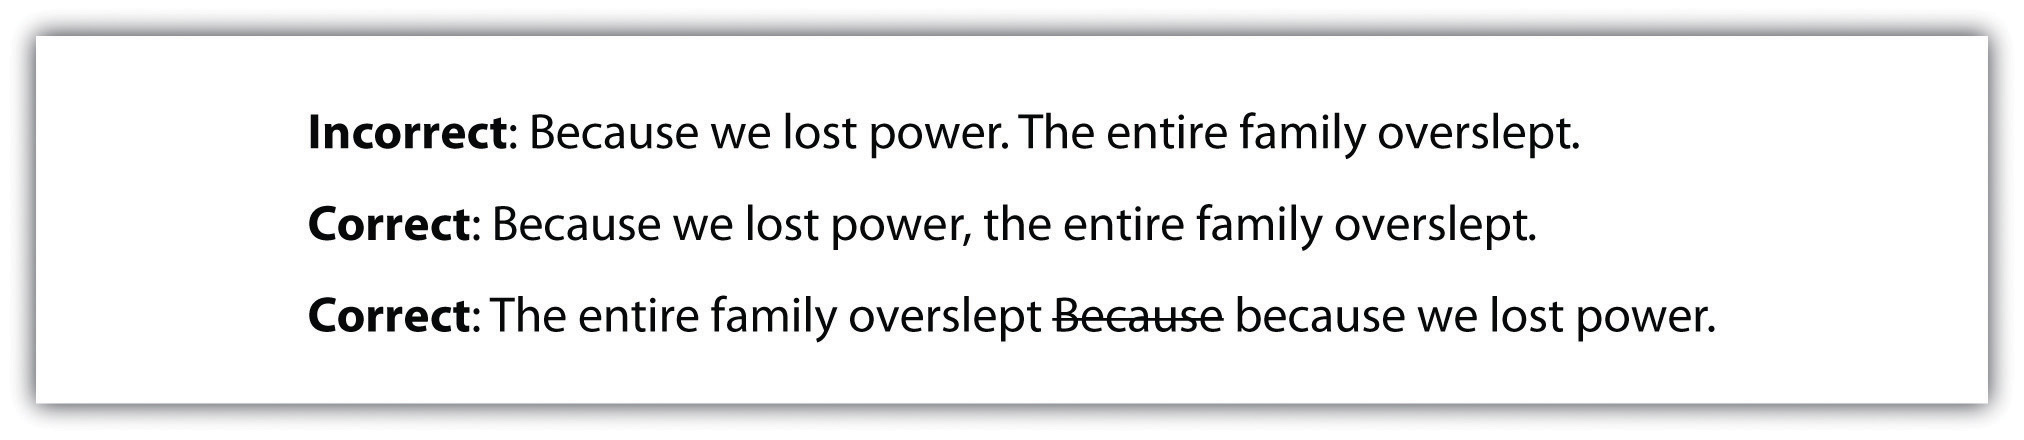 Incorrect: Because we lost power. The entire family overslept.
Correct: Because we lost power, the entire family overslept.
Correct: The entire family overslept Because because we lost power.